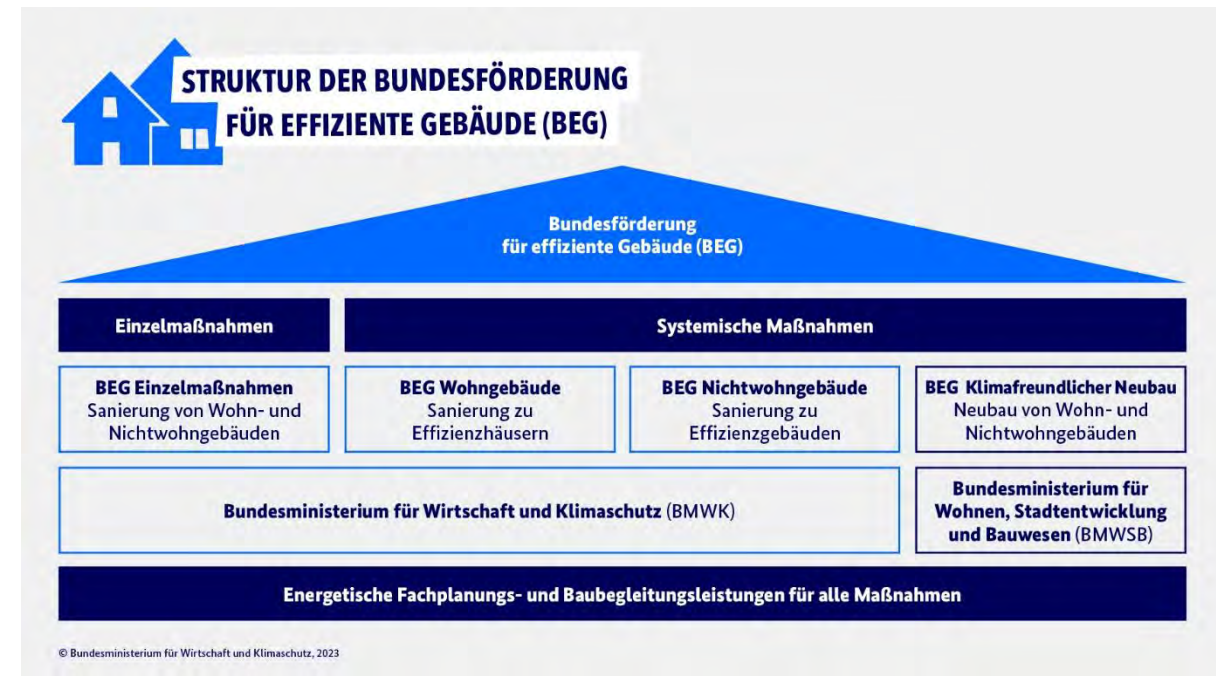 STRUKTUR DER BUNDESFÖRDERUNG
FÜR EFFIZIENTE GEBÄUDE (BEG)
Bundesförderung
für effiziente Gebäude (BEG)
Einzelmaßnahmen
Systemische Maßnahmen
BEG Einzelmaßnahmen
Sanierung von Wohn- und
Nichtwohngebäuden
BEG Wohngebäude
Sanierung zu
Effizienzhäusern
BEG Nichtwohngebäude
Sanierung zu
Effizienzgebäuden
BEG Klimafreundlicher Neubau
Neubau von Wohn- und
Nichtwohngebäuden
Bundesministerium für Wirtschaft und Klimaschutz (BMWK)
Bundesministerium für
Wohnen, Stadtentwicklung
und Bauwesen (BMWSB)
Energetische Fachplanungs- und Baubegleitungsleistungen für alle Maßnahmen
© Bundesministerium für Wirtschaft und Klimaschutz, 2023